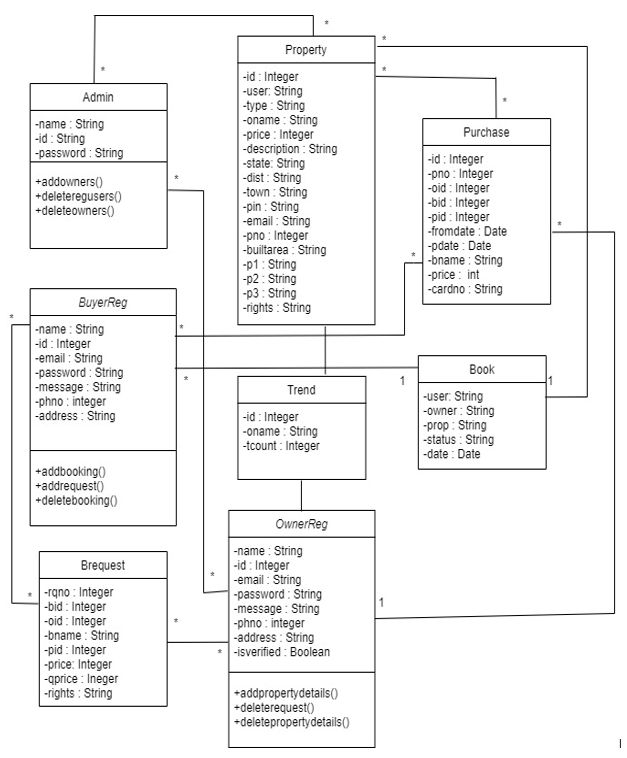 *
Property
-id : Integer
-user: String
-type : String
-oname : String
-price : Integer
-description : String
-state: String
-dist : String
-town : String
-pin : String
-email : String
-pno : Integer
-builtarea : String
-p1 : String
-p2 : String
-p3 : String
-rights : String
*
*
*
Admin
-name : String
-id : String
-password : String
+addowners()
+deleteregusers()
+deleteowners()
*
*
Purchase
-id : Integer
-pno : Integer
-oid : Integer
-bid : Integer
-pid : Integer
-fromdate : Date
-pdate : Date
-bname : String
-price : int
-cardno : String
*
*
BuyerReg
-name : String
-id : Integer
-email : String
-password : String
-message : String
-phno : integer
-address : String
+addbooking()
+addrequest()
+deletebooking()
*
*
*
1
Book
-user: String
-owner : String
-prop : String
-status : String
-date : Date
1
Trend
-id : Integer
-oname : String
-tcount : Integer
OwnerReg
-name : String
-id : Integer
-email : String
-password : String
-message : String
-phno : integer
-address : String
-isverified : Boolean
+addpropertydetails()
+deleterequest()
+deletepropertydetails()
*
1
*
Brequest
-rqno : Integer
-bid : Integer
-oid : Integer
-bname : String
-pid : Integer
-price: Integer
-qprice : Ineger
-rights : String
*
*